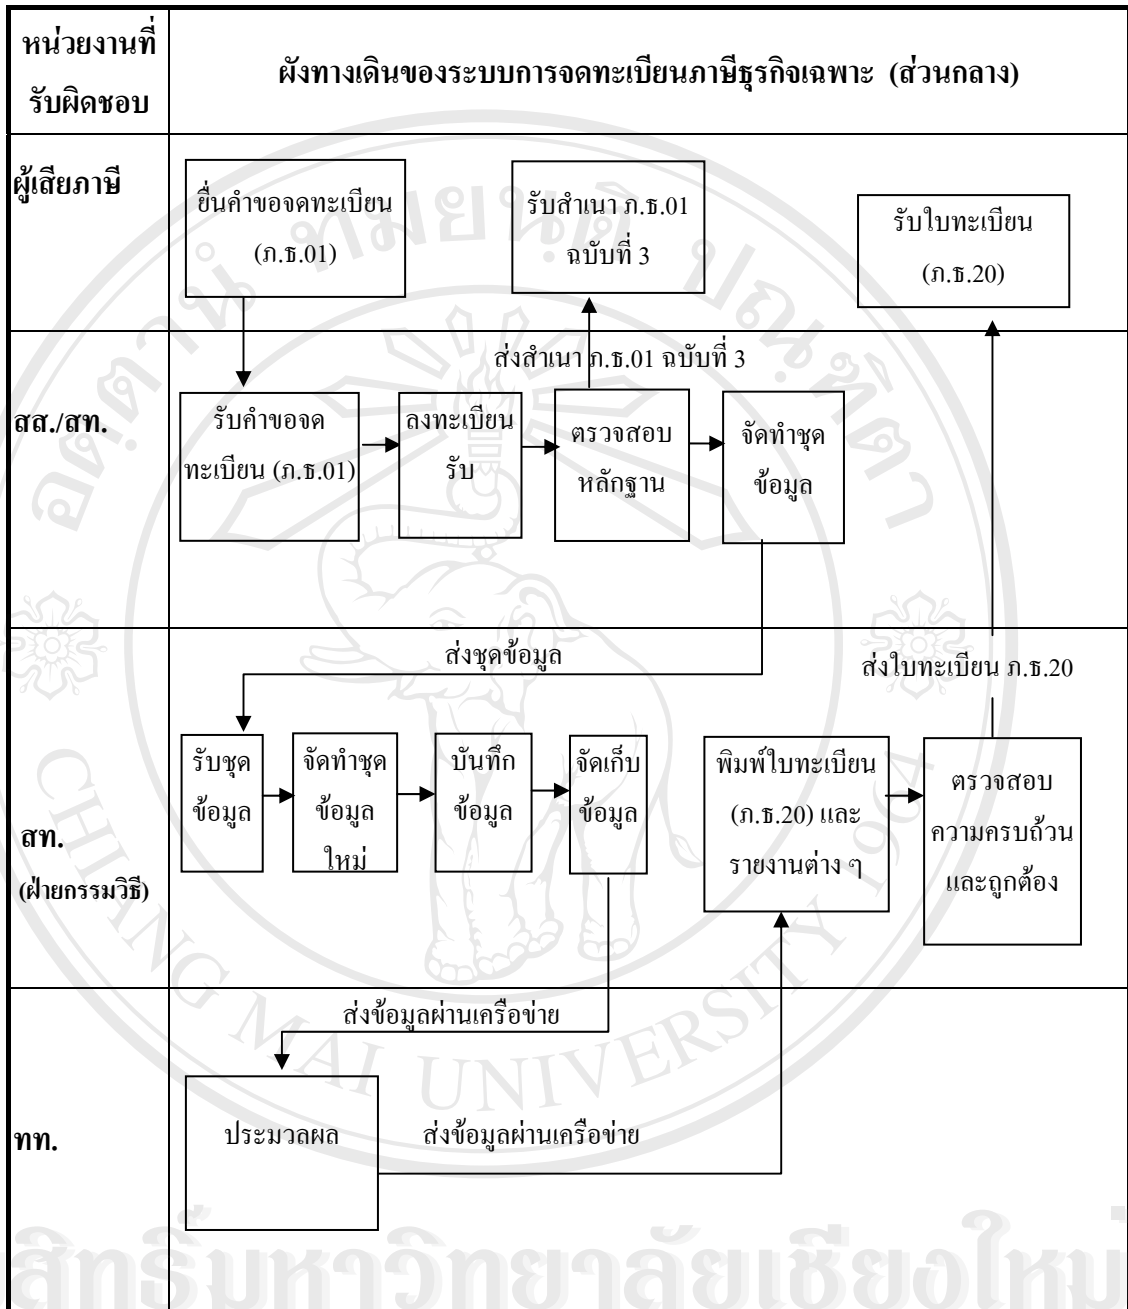 หน่วยงานที่
รับผิดชอบ
ผังทางเดินของระบบการจดทะเบียนภาษีธุรกิจเฉพาะ (ส่วนกลาง)
ผู้เสียภาษี
ยื่นคำขอจดทะเบียน
(ภ.ธ.01)
รับสำเนา ภ.ธ.01
ฉบับที่ 3
รับใบทะเบียน
(ภ.ธ.20)
ส่งสำเนา ภ.ธ.01 ฉบับที่ 3
สส./สท.
รับคำขอจด
ทะเบียน (ภ.ธ.01)
ลงทะเบียน
รับ
ตรวจสอบ
หลักฐาน
จัดทำชุด
ข้อมูล
ส่งชุดข้อมูล
ส่งใบทะเบียน ภ.ธ.20
สท.
(ฝ่ายกรรมวิธี)
รับชุด
ข้อมูล
จัดทำชุด
ข้อมูล
ใหม่
บันทึก
ข้อมูล
จัดเก็บ
ข้อมูล
พิมพ์ใบทะเบียน
(ภ.ธ.20) และ
รายงานต่าง ๆ
ตรวจสอบ
ความครบถ้วน
และถูกต้อง
ส่งข้อมูลผ่านเครือข่าย
ทท.
ประมวลผล
ส่งข้อมูลผ่านเครือข่าย
CHIANG MAI UNIVERSITY 1964
สิทธิ์มหาวิทยาลัยเชียงใหม่